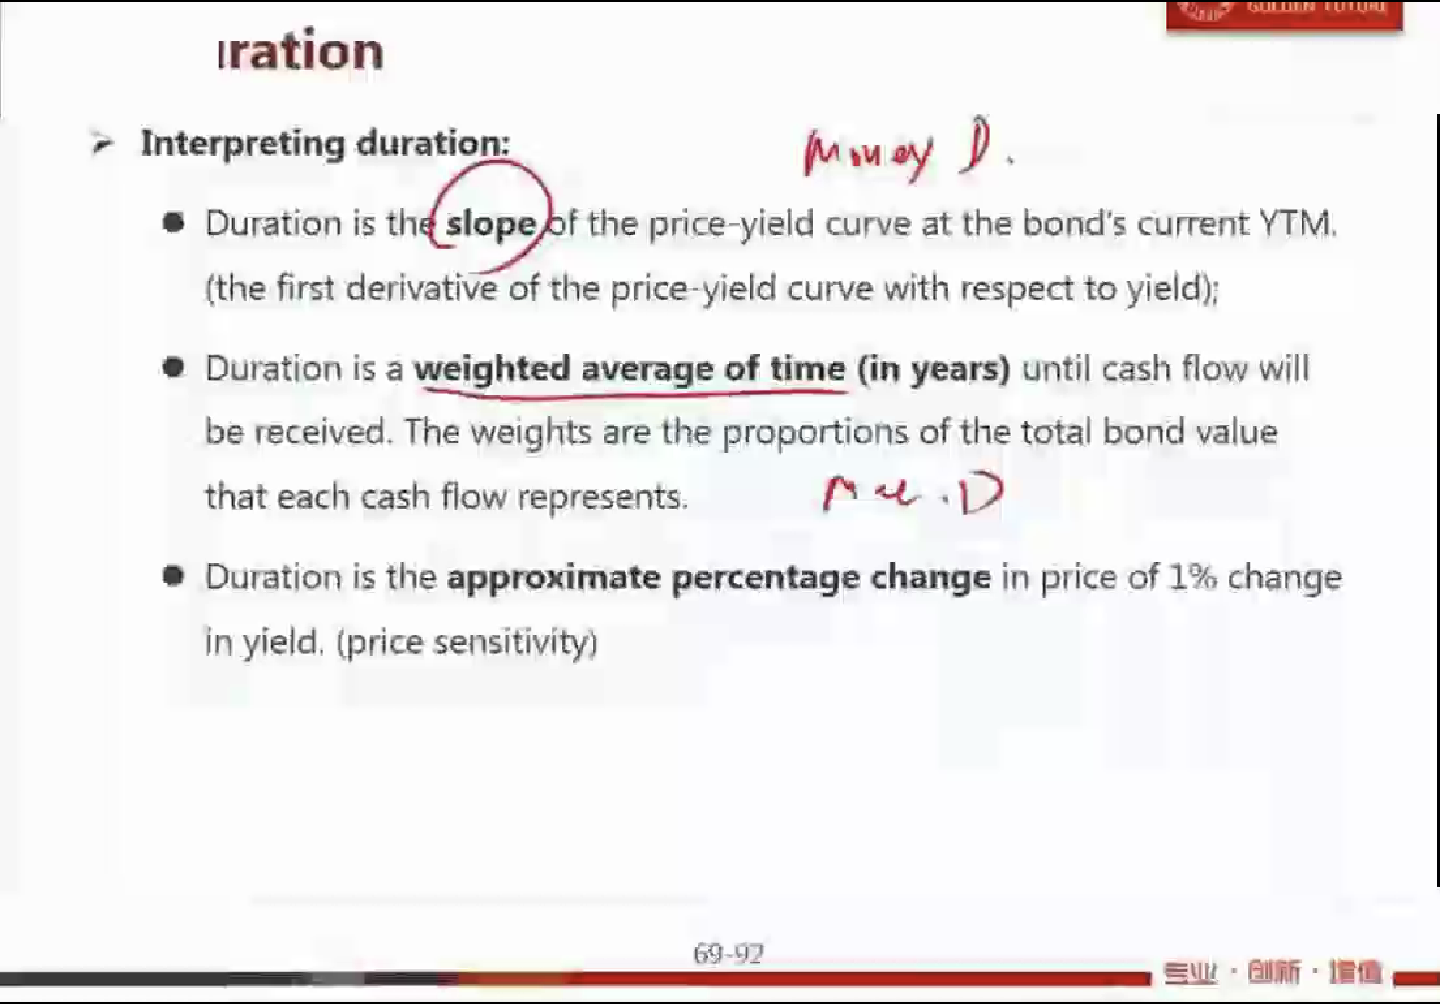 GOLDEN FUTURE
uration
➢ Interpreting duration:
Money D.
● Duration is the slope of the price-yield curve at the bond's current YTM.
(the first derivative of the price-yield curve with respect to yield);
● Duration is a weighted average of time (in years) until cash flow will
be received. The weights are the proportions of the total bond value
that each cash flow represents.
Mac.D
● Duration is the approximate percentage change in price of 1% change
in yield. (price sensitivity)
69-92
专业 · 创新 · 增值